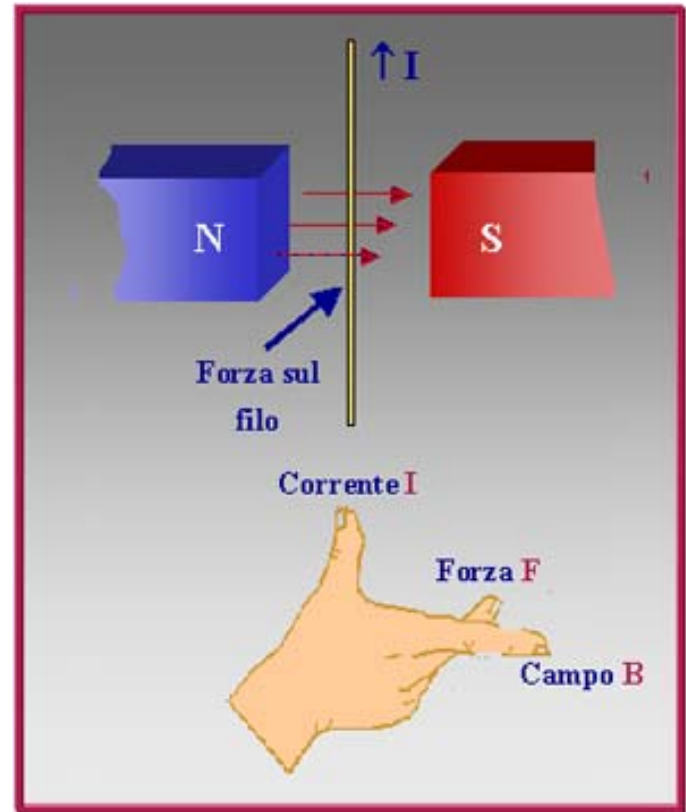 ↑ I
N
S
Forza sul
filo
Corrente I
Forza F
Campo B